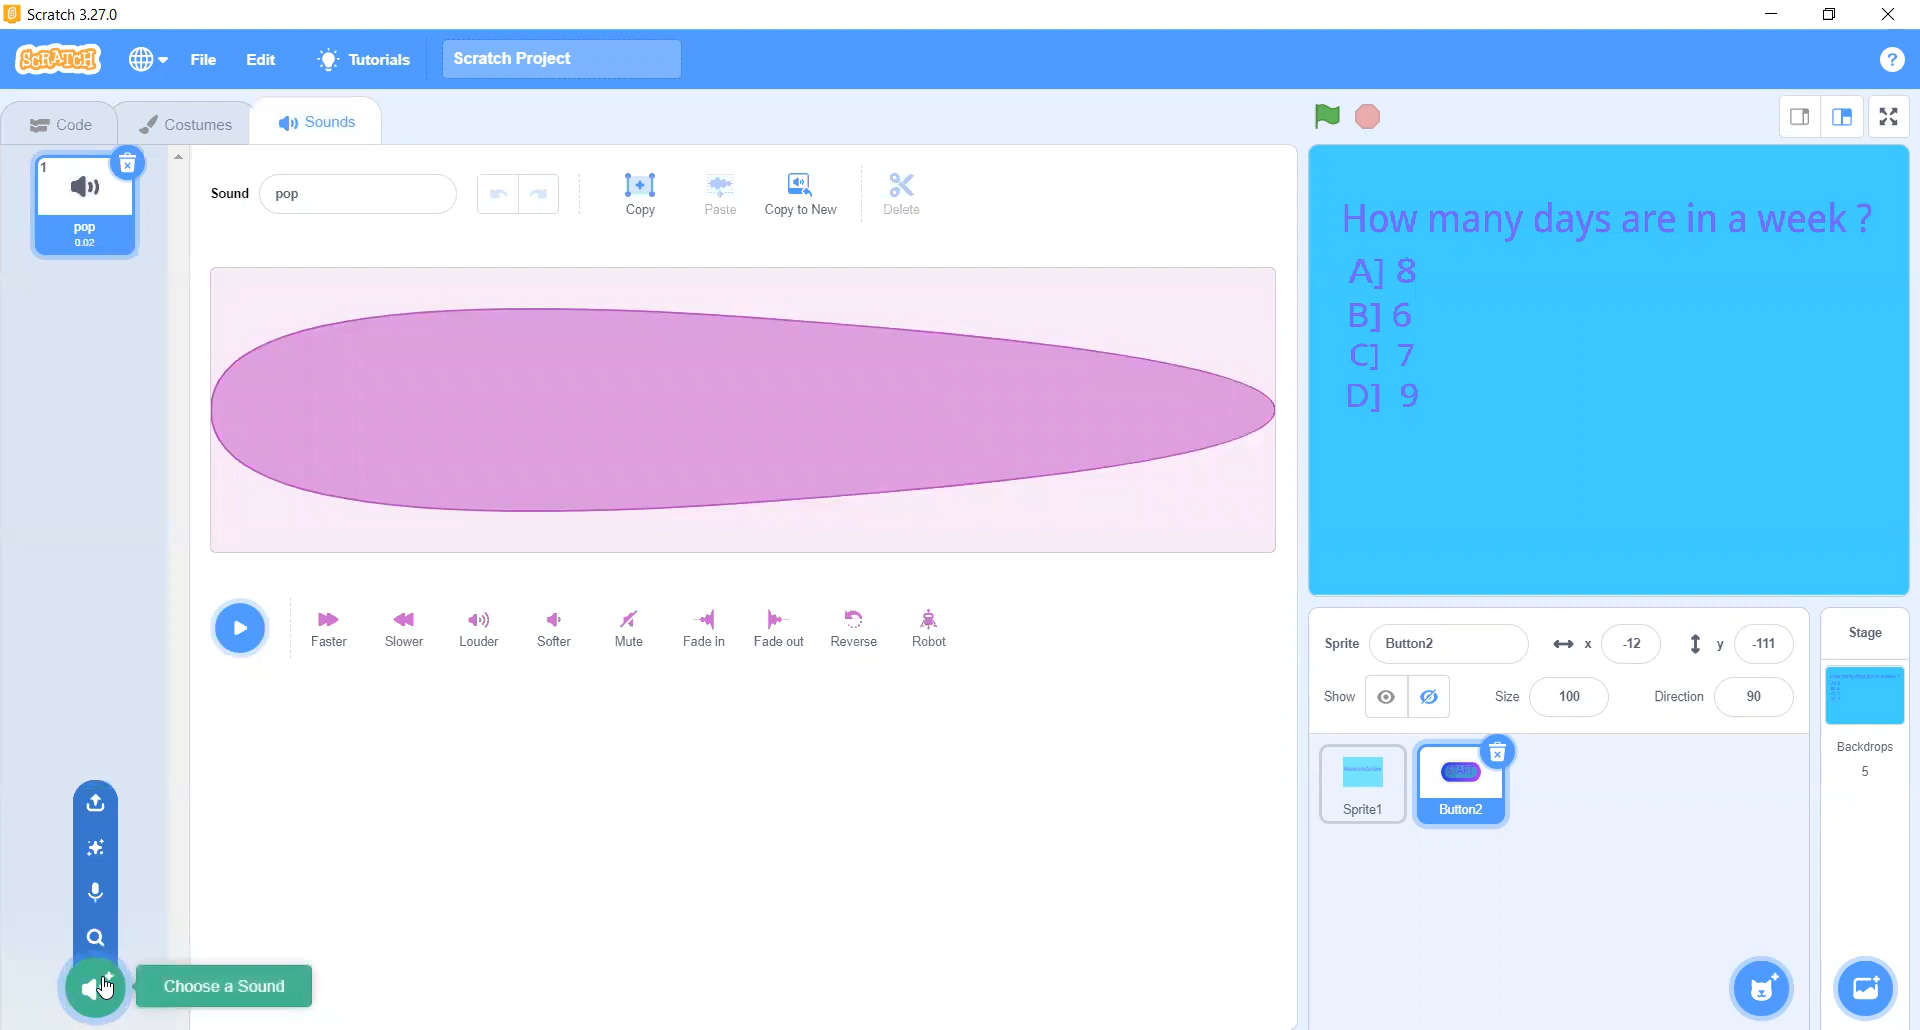 Scratch 3.27.0
SCRATCH
File
Edit
Tutorials
Scratch Project
?
Code
Costumes
Sounds
1
pop
0.02
Sound
pop
Copy
Paste
Copy to New
Delete
Faster
Slower
Louder
Softer
Mute
Fade in
Fade out
Reverse
Robot
Choose a Sound
How many days are in a week ?
A] 8
B] 6
C] 7
D] 9
Sprite
Button2
x
-12
y
-111
Show
Size
100
Direction
90
Sprite1
Button2
Stage
Backdrops
5